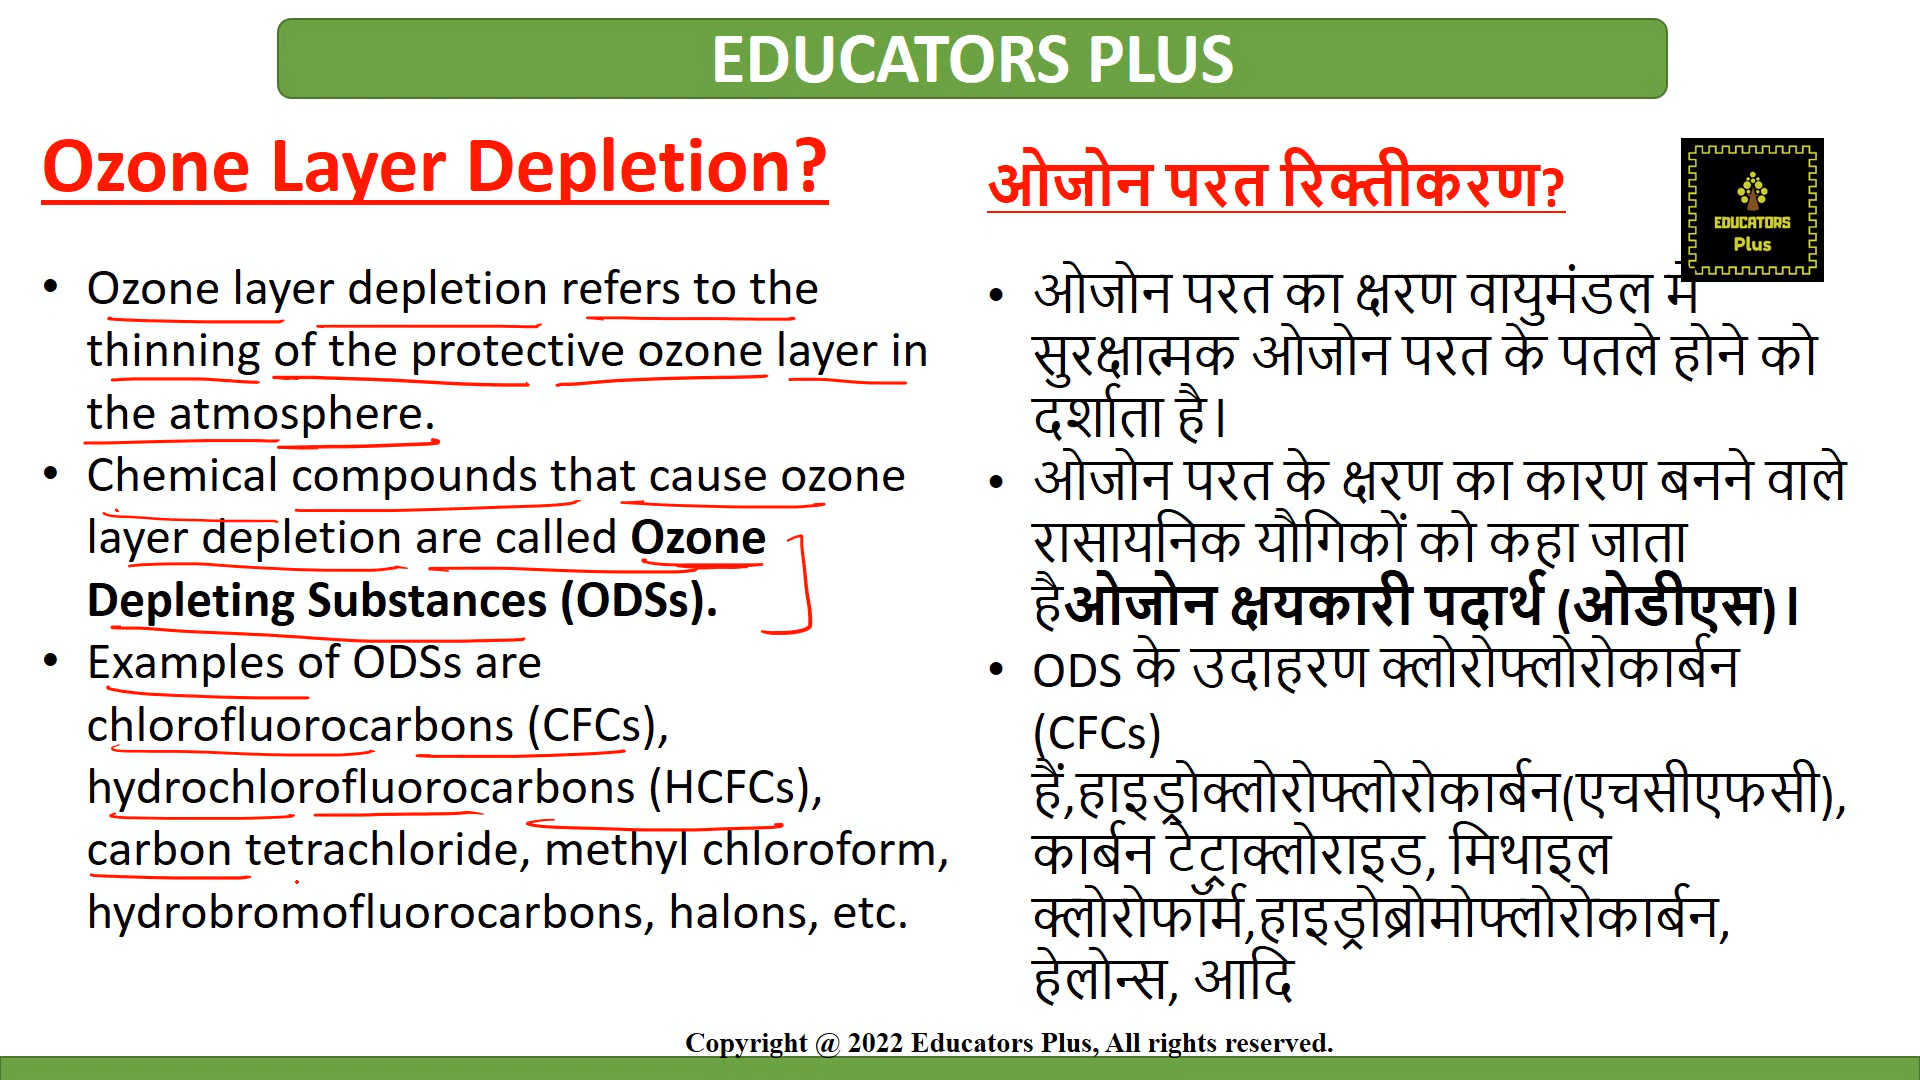 EDUCATORS PLUS
Ozone Layer Depletion?
• Ozone layer depletion refers to the
thinning of the protective ozone layer in
the atmosphere.
• Chemical compounds that cause ozone
layer depletion are called Ozone
Depleting Substances (ODSs).
• Examples of ODSs are
chlorofluorocarbons (CFCs),
hydrochlorofluorocarbons (HCFCs),
carbon tetrachloride, methyl chloroform,
hydrobromofluorocarbons, halons, etc.
ओजोन परत रिक्तीकरण?
EDUCATORS
Plus
• ओजोन परत का क्षरण वायुमंडल में
सुरक्षात्मक ओजोन परत के पतले होने को
दर्शाता है।
• ओजोन परत के क्षरण का कारण बनने वाले
रासायनिक यौगिकों को कहा जाता
हैओजोन क्षयकारी पदार्थ (ओडीएस)।
• ODS के उदाहरण क्लोरोफ्लोरोकार्बन
(CFCs)
हैं,हाइड्रोक्लोरोफ्लोरोकार्बन(एचसीएफसी),
कार्बन टेट्राक्लोराइड, मिथाइल
क्लोरोफॉर्म,हाइड्रोब्रोमोफ्लोरोकार्बन,
हेलोन्स, आदि
Copyright @ 2022 Educators Plus, All rights reserved.